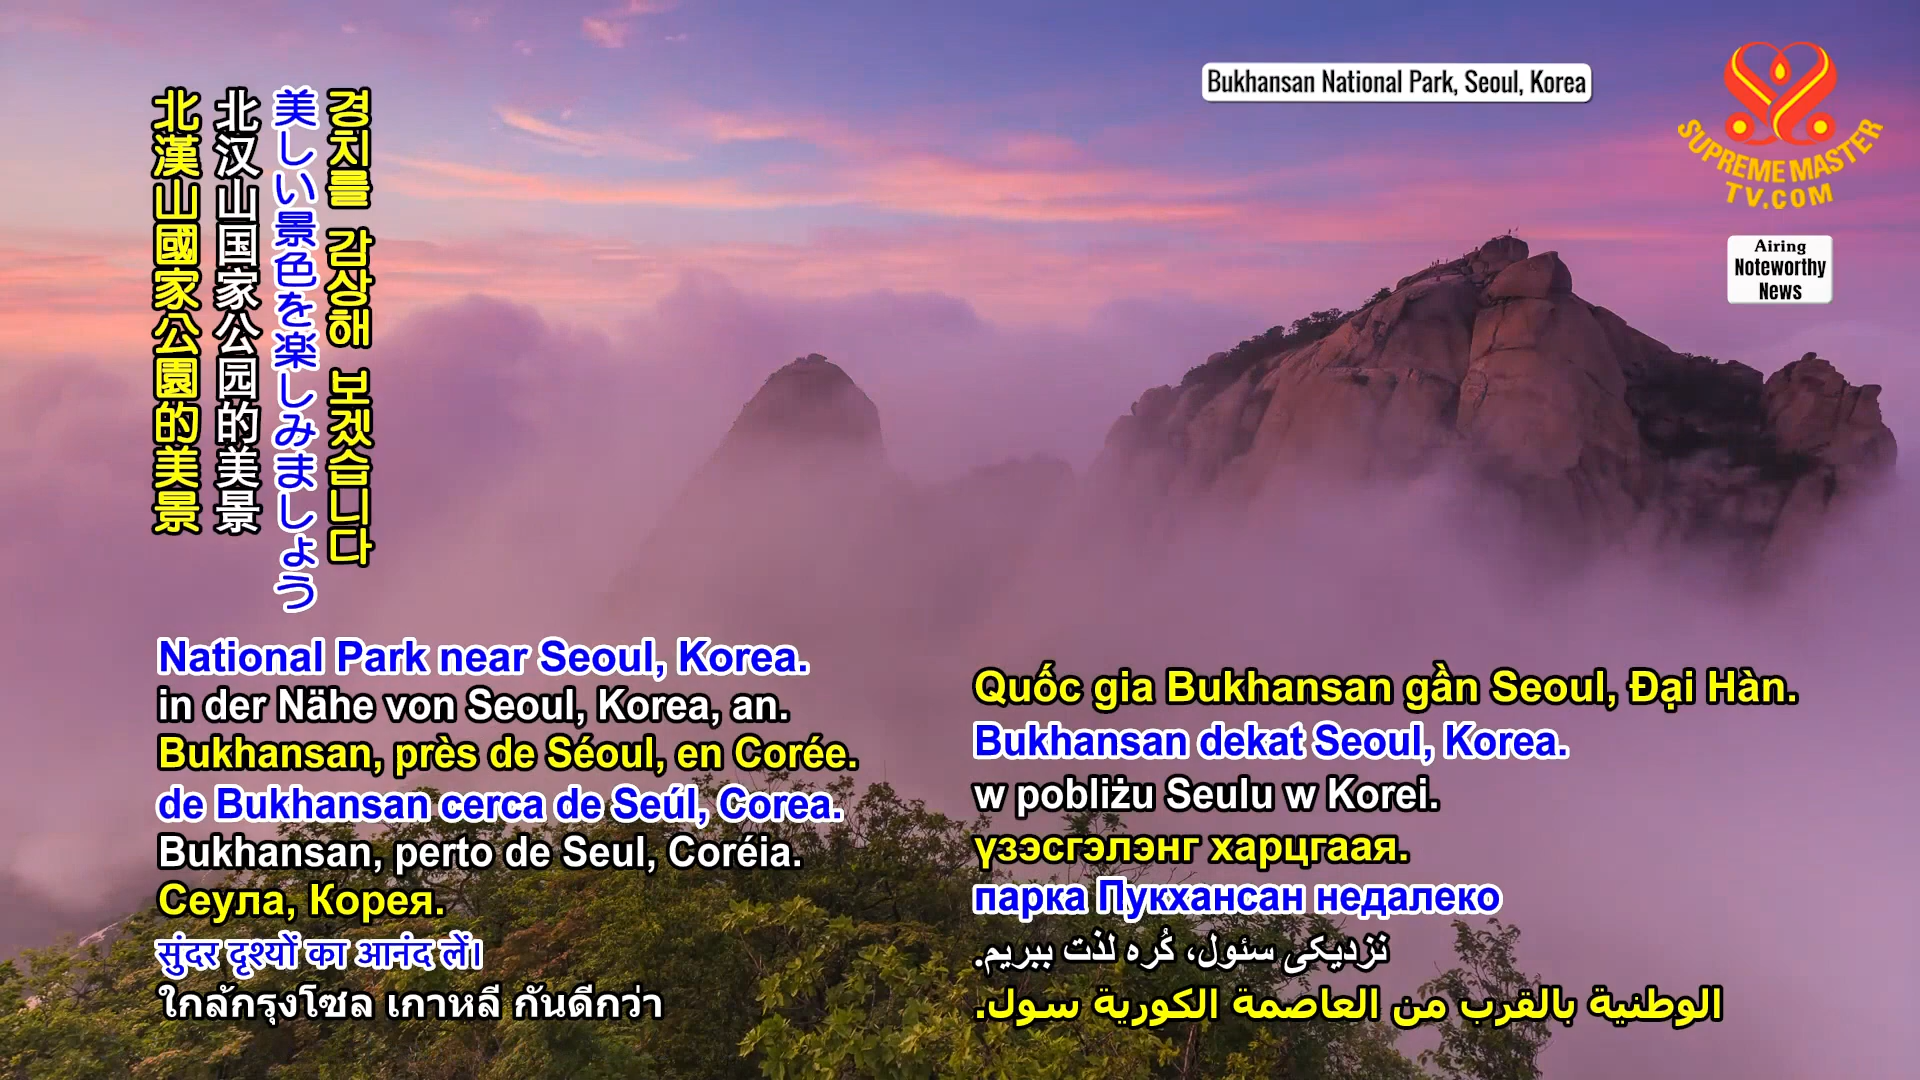 Bukhansan National Park, Seoul, Korea
SUPREME MASTER
TV.COM
Airing
Noteworthy
News
경치를 감상해 보겠습니다
美しい景色を楽しみましょう
北汉山国家公园的美景
北漢山國家公園的美景
National Park near Seoul, Korea.
in der Nähe von Seoul, Korea, an.
Bukhansan, près de Séoul, en Corée.
de Bukhansan cerca de Seúl, Corea.
Bukhansan, perto de Seul, Coréia.
Сеула, Корея.
सुंदर दृश्यों का आनंद लें।
ใกล้กรุงโซล เกาหลี กันดีกว่า
Quốc gia Bukhansan gần Seoul, Đại Hàn.
Bukhansan dekat Seoul, Korea.
w pobliżu Seulu w Korei.
үзэсгэлэнг харцгаая.
парка Пукхансан недалеко
نزدیکی سئول، کُره لذت ببریم.
الوطنية بالقرب من العاصمة الكورية سول.